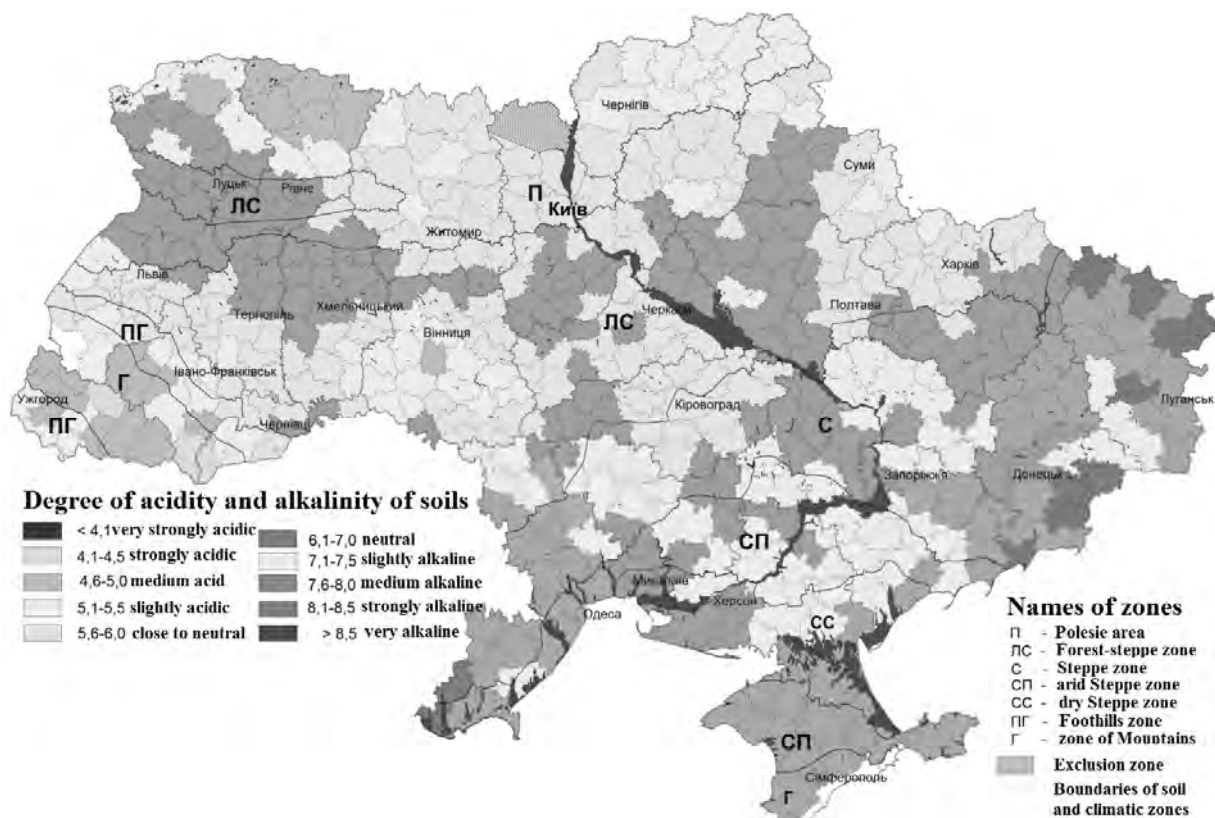 Чернігів
Суми
Луцьк
Рівне
ЛС
П
Київ
Житомир
Харків
Львів
Тернопіль
Хмельницький
ЛС
Черкаси
Полтава
Вінниця
ПГ
Г
Івано-Франківськ
Ужгород
ПГ
Чернівці
Кіровоград
С
Луганськ
Запоріжжя
Донецьк
СП
Миколаїв
Херсон
Одеса
СС
СП
Сімферополь
Г
Degree of acidity and alkalinity of soils
< 4,1 very strongly acidic
4,1-4,5 strongly acidic
4,6-5,0 medium acid
5,1-5,5 slightly acidic
5,6-6,0 close to neutral
6,1-7,0 neutral
7,1-7,5 slightly alkaline
7,6-8,0 medium alkaline
8,1-8,5 strongly alkaline
> 8,5 very alkaline
Names of zones
П - Polesie area
ЛС - Forest-steppe zone
С - Steppe zone
СП - arid Steppe zone
СС - dry Steppe zone
ПГ - Foothills zone
Г - zone of Mountains
Exclusion zone
Boundaries of soil
and climatic zones